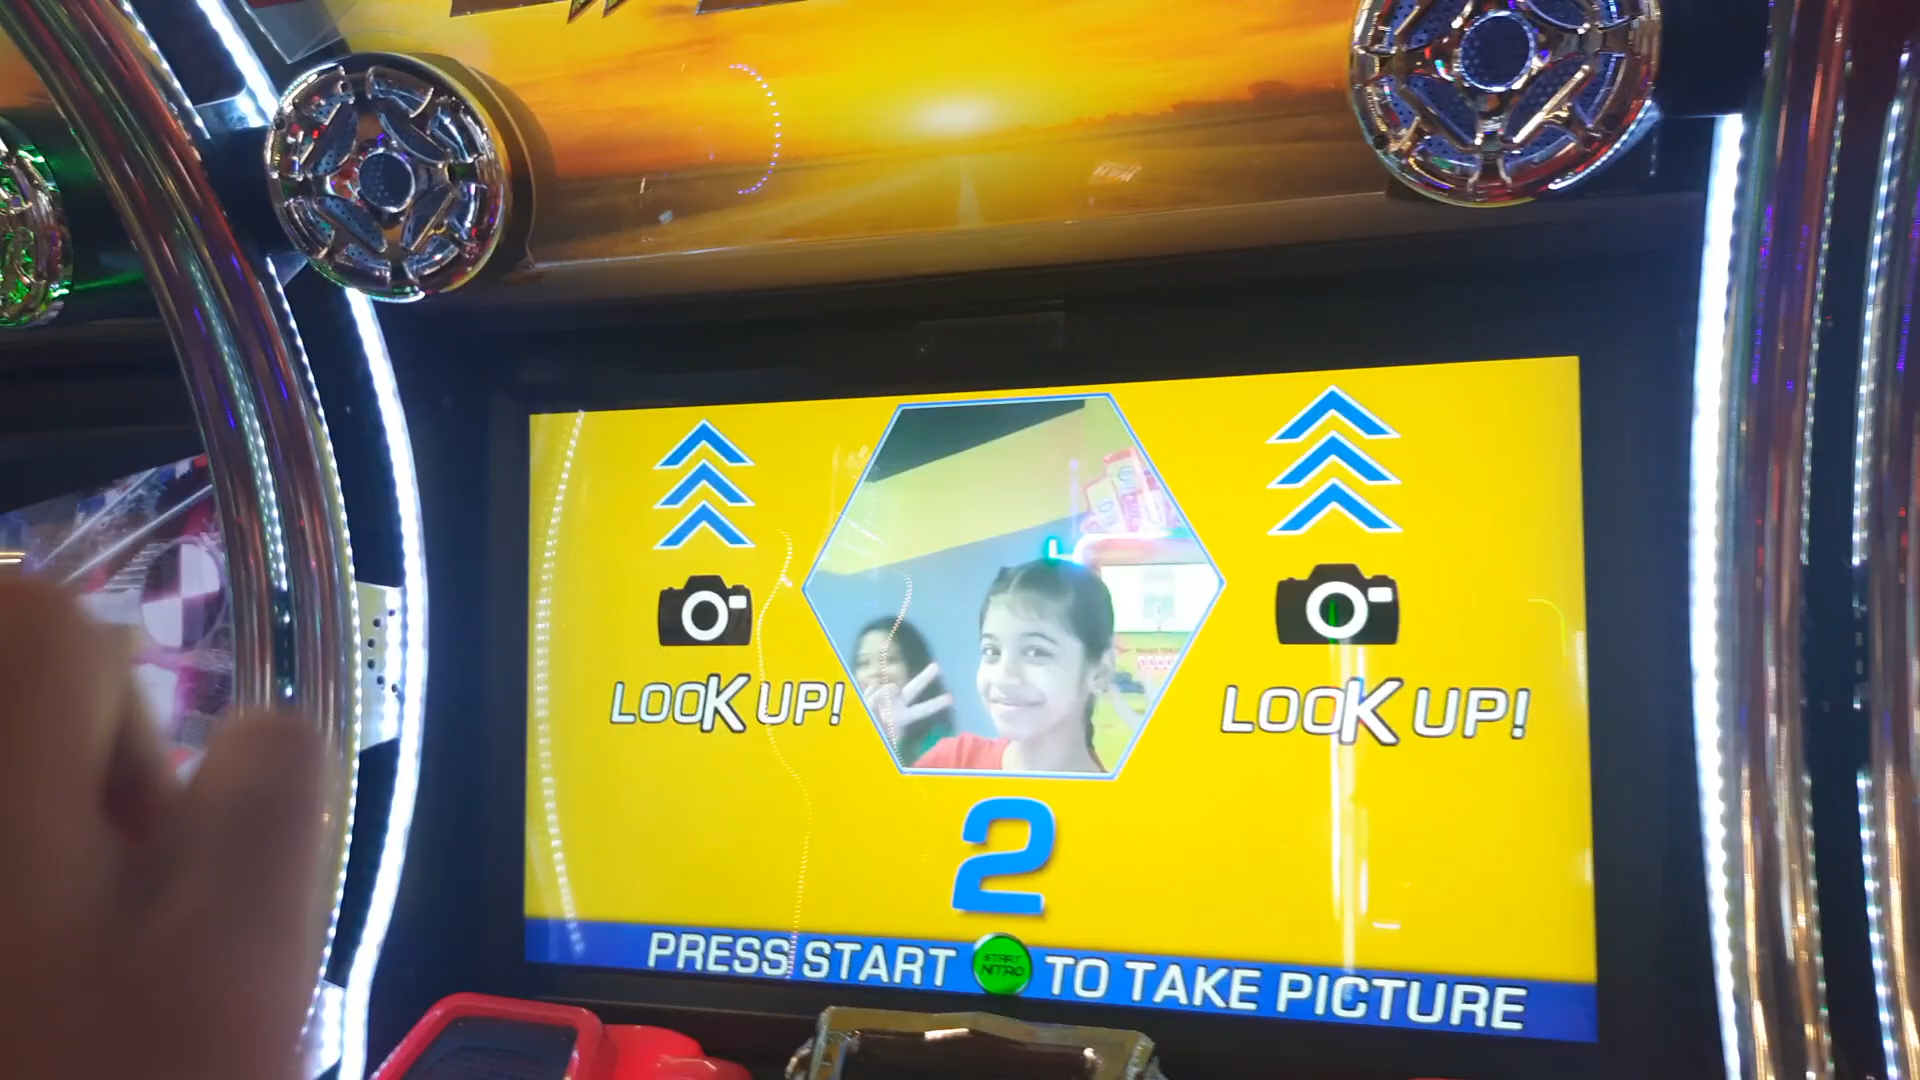 LOOK UP!
LOOK UP!
2
PRESS START START NITRO TO TAKE PICTURE